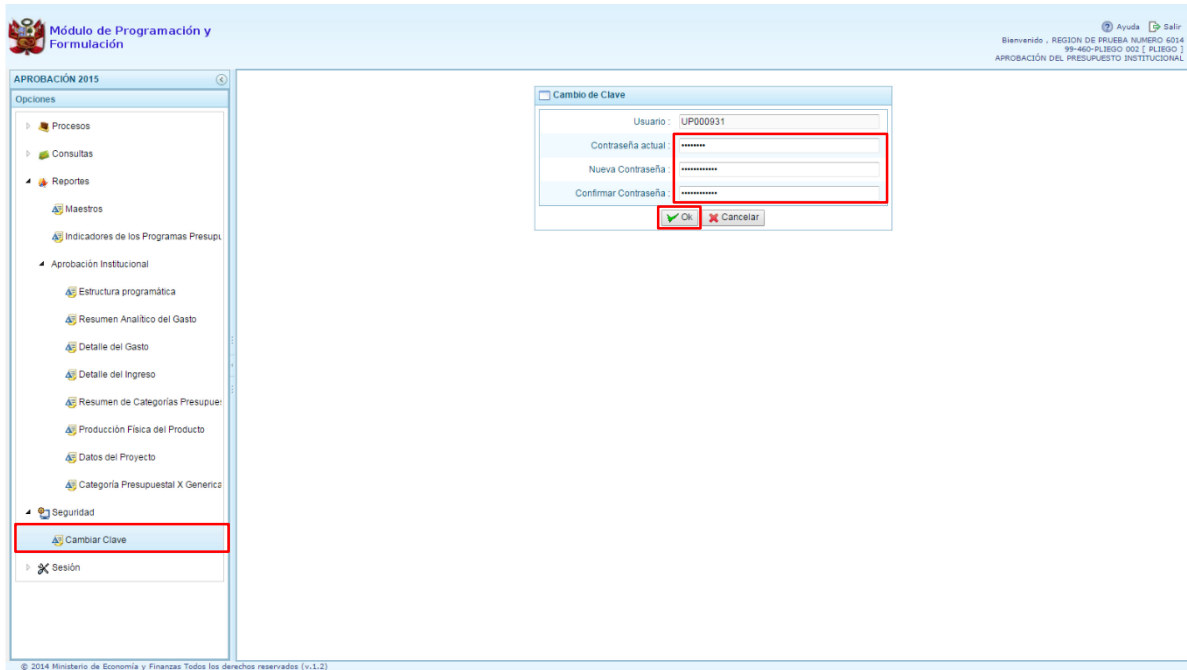 Módulo de Programación y
Formulación
Ayuda Salir
Bienvenido , REGION DE PRUEBA NUMERO 6014
99-460-PLIEGO 002 [ PLIEGO ]
APROBACIÓN DEL PRESUPUESTO INSTITUCIONAL
APROBACIÓN 2015
Opciones
Procesos
Consultas
Reportes
Maestros
Indicadores de los Programas Presupu
Aprobación Institucional
Estructura programática
Resumen Analítico del Gasto
Detalle del Gasto
Detalle del Ingreso
Resumen de Categorías Presupues
Producción Física del Producto
Datos del Proyecto
Categoría Presupuestal X Generica
Seguridad
Cambiar Clave
Sesión
Cambio de Clave
Usuario : UP000931
Contraseña actual : ••••••••
Nueva Contraseña : ••••••••••••
Confirmar Contraseña : ••••••••••••
Ok Cancelar
© 2014 Ministerio de Economía y Finanzas Todos los derechos reservados (v.1.2)